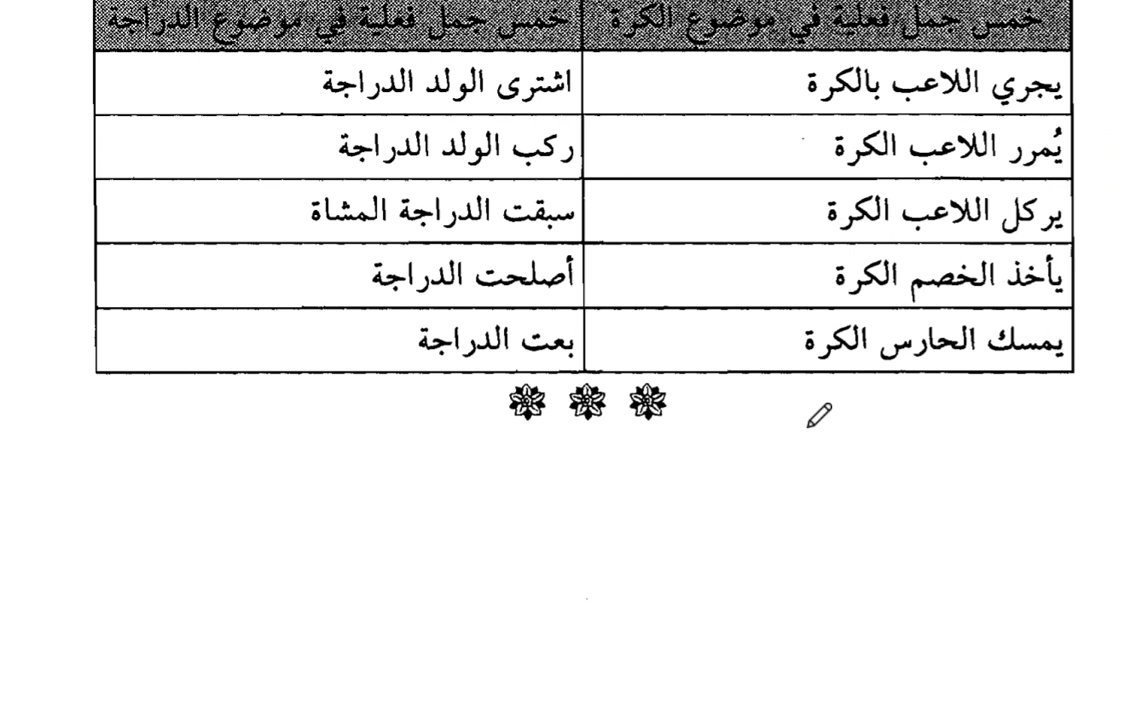 خمس جمل فعلية في موضوع الكرة	خمس جمل فعلية في موضوع الدراجة
يجري اللاعب بالكرة	اشترى الولد الدراجة
يُمرر اللاعب الكرة	ركب الولد الدراجة
يركل اللاعب الكرة	سبقت الدراجة المشاة
يأخذ الخصم الكرة	أصلحت الدراجة
يمسك الحارس الكرة	بعت الدراجة